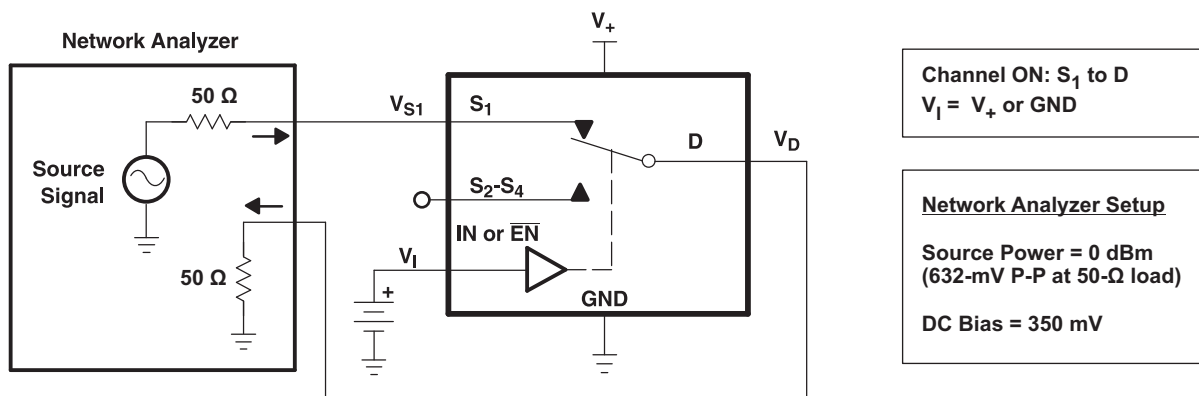 V+
Network Analyzer
50 Ω
VS1
S1
D
VD
Source
Signal
S2-S4
IN or E̅N̅
VI
+
50 Ω
GND
Channel ON: S1 to D
VI = V+ or GND
Network Analyzer Setup
Source Power = 0 dBm
(632-mV P-P at 50-Ω load)
DC Bias = 350 mV